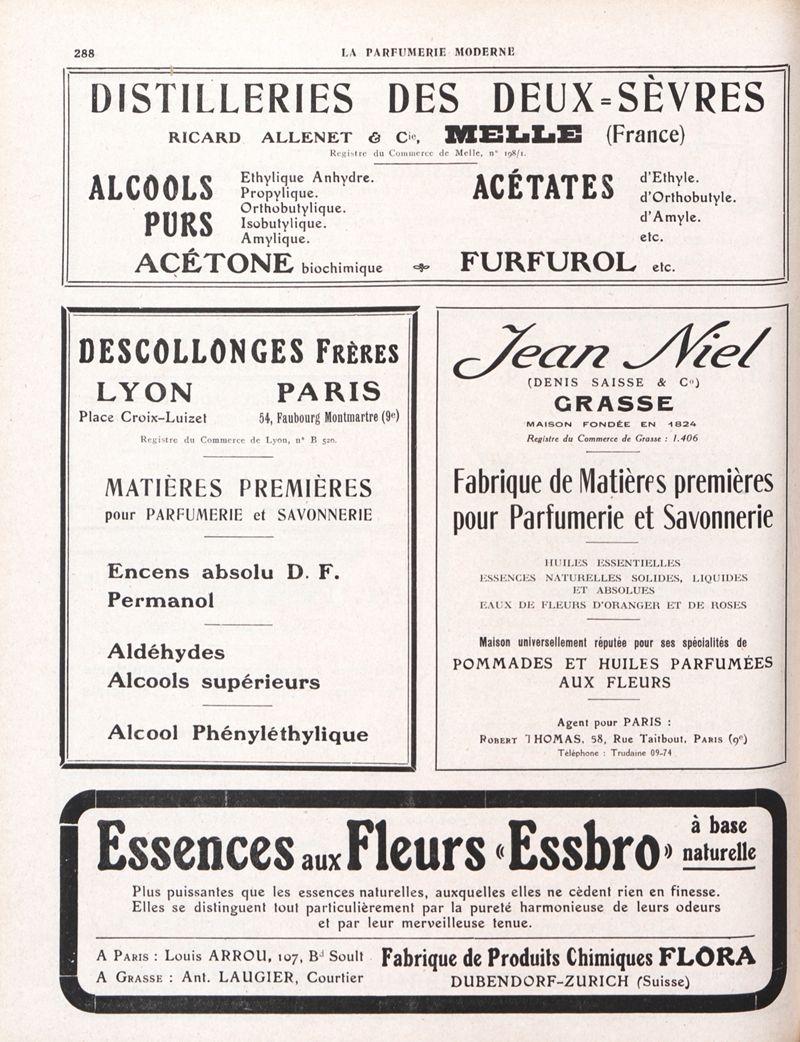 288
LA PARFUMERIE MODERNE
DISTILLERIES DES DEUX=SÈVRES
RICARD ALLENET & Cie, MELLE (France)
Registre du Commerce de Melle, n° 198/1.
ALCOOLS PURS
Ethylique Anhydre.
Propylique.
Orthobutylique.
Isobutylique.
Amylique.
ACÉTATES
d'Ethyle.
d'Orthobutyle.
d'Amyle.
etc.
ACÉTONE biochimique
FURFUROL etc.
DESCOLLONGES FRÈRES
LYON
Place Croix-Luizet
PARIS
54, Faubourg Montmartre (9e)
Registre du Commerce de Lyon, n° B 520.
MATIÈRES PREMIÈRES
pour PARFUMERIE et SAVONNERIE
Encens absolu D. F.
Permanol
Aldéhydes
Alcools supérieurs
Alcool Phényléthylique
Jean Niel
(DENIS SAISSE & Co)
GRASSE
MAISON FONDÉE EN 1824
Registre du Commerce de Grasse : 1.406
Fabrique de Matières premières
pour Parfumerie et Savonnerie
HUILES ESSENTIELLES
ESSENCES NATURELLES SOLIDES, LIQUIDES
ET ABSOLUES
EAUX DE FLEURS D'ORANGER ET DE ROSES
Maison universellement réputée pour ses spécialités de
POMMADES ET HUILES PARFUMÉES
AUX FLEURS
Agent pour PARIS :
ROBERT THOMAS, 58, Rue Taitbout, PARIS (9e)
Téléphone : Trudaine 09-74
Essences aux Fleurs «Essbro» à base naturelle
Plus puissantes que les essences naturelles, auxquelles elles ne cèdent rien en finesse.
Elles se distinguent tout particulièrement par la pureté harmonieuse de leurs odeurs
et par leur merveilleuse tenue.
A PARIS : Louis ARROU, 107, Bd Soult
A GRASSE : Ant. LAUGIER, Courtier
Fabrique de Produits Chimiques FLORA
DUBENDORF-ZURICH (Suisse)